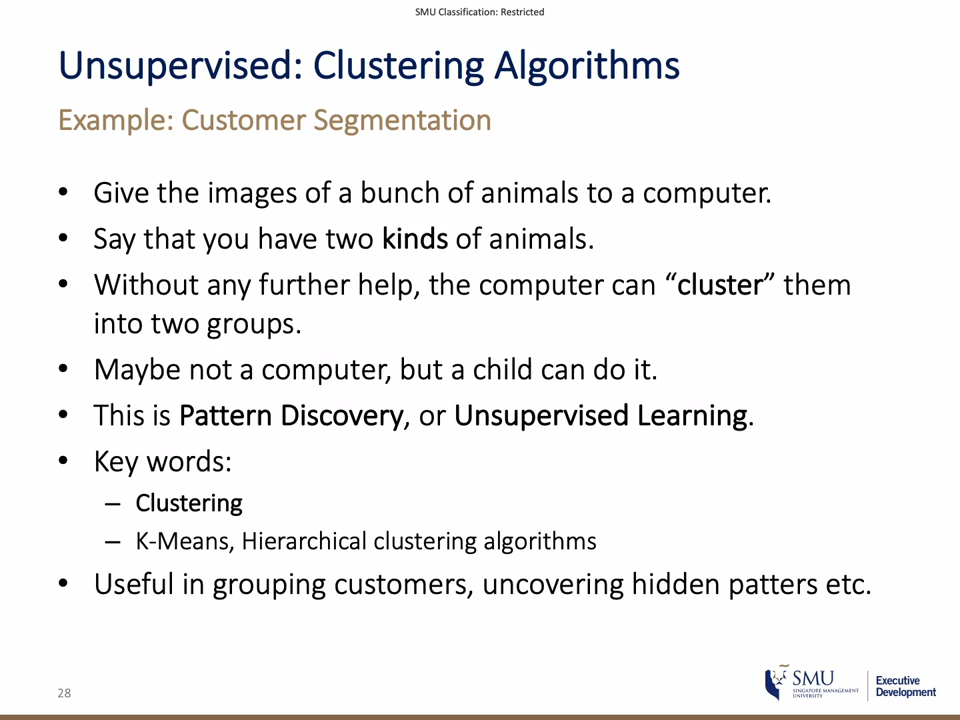 SMU Classification: Restricted
Unsupervised: Clustering Algorithms
Example: Customer Segmentation
• Give the images of a bunch of animals to a computer.
• Say that you have two kinds of animals.
• Without any further help, the computer can “cluster” them
into two groups.
• Maybe not a computer, but a child can do it.
• This is Pattern Discovery, or Unsupervised Learning.
• Key words:
– Clustering
– K-Means, Hierarchical clustering algorithms
• Useful in grouping customers, uncovering hidden patters etc.
28
SMU
SINGAPORE MANAGEMENT
UNIVERSITY
Executive
Development